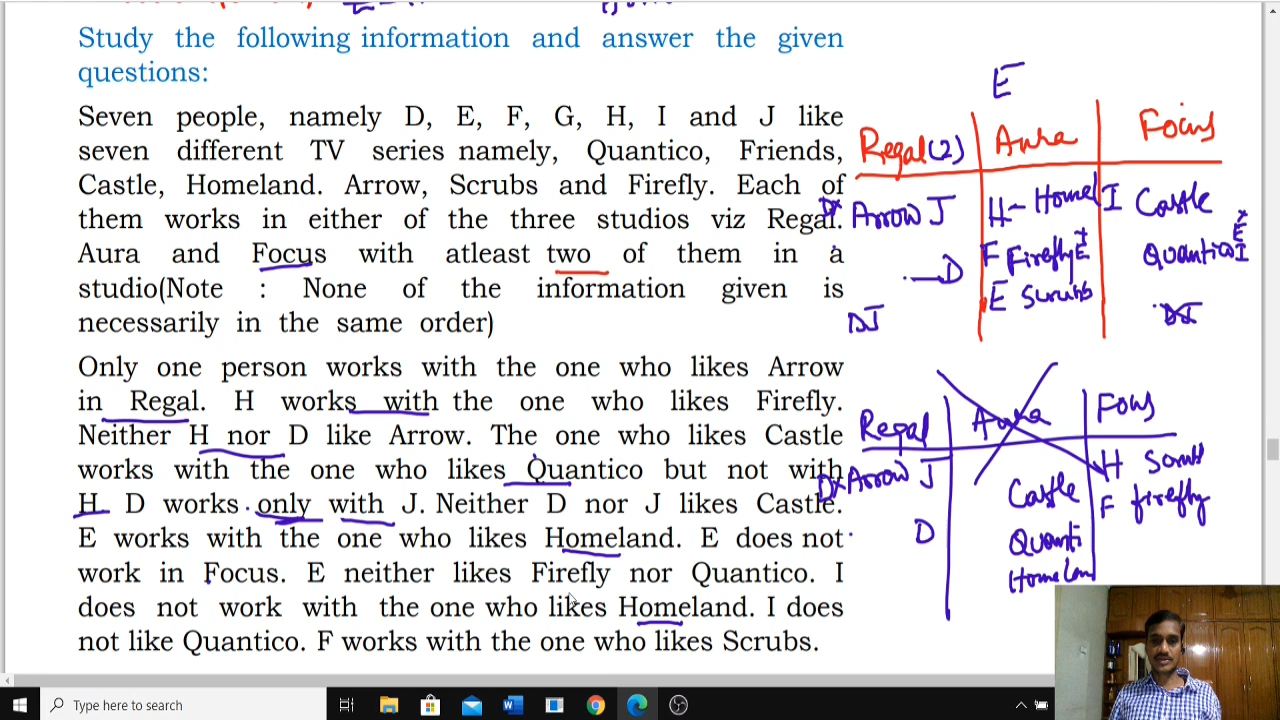 Study the following information and answer the given
questions:
Seven people, namely D, E, F, G, H, I and J like
seven different TV series namely, Quantico, Friends,
Castle, Homeland. Arrow, Scrubs and Firefly. Each of
them works in either of the three studios viz Regal.
Aura and Focus with atleast two of them in a
studio(Note : None of the information given is
necessarily in the same order)
Only one person works with the one who likes Arrow
in Regal. H works with the one who likes Firefly.
Neither H nor D like Arrow. The one who likes Castle
works with the one who likes Quantico but not with
H. D works only with J. Neither D nor J likes Castle.
E works with the one who likes Homeland. E does not
work in Focus. E neither likes Firefly nor Quantico. I
does not work with the one who likes Homeland. I does
not like Quantico. F works with the one who likes Scrubs.
E
Regal(2) Aura Focus
Arrow J H- Homel I Castle
F Firefly E Quantico
D E Scrubs
DJ DJ
Regal Aura Focus
Arrow J H Scrub
Castle F firefly
D Quanti
Homelan
Type here to search